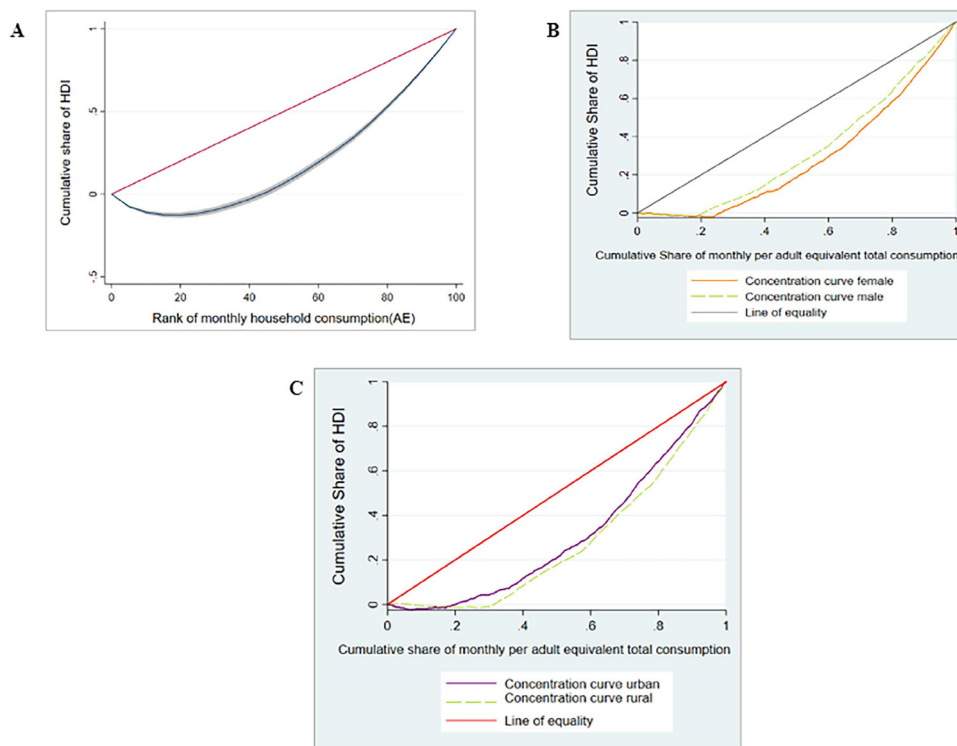 A
Cumulative share of HDI
1
.5
0
-.5
0 20 40 60 80 100
Rank of monthly household consumption(AE)
B
Cumulative Share of HDI
1
.8
.6
.4
.2
0
0 .2 .4 .6 .8 1
Cumulative Share of monthly per adult equivalent total consumption
Concentration curve female
Concentration curve male
Line of equality
C
Cumulative Share of HDI
1
.8
.6
.4
.2
0
0 .2 .4 .6 .8 1
Cumulative share of monthly per adult equivalent total consumption
Concentration curve urban
Concentration curve rural
Line of equality